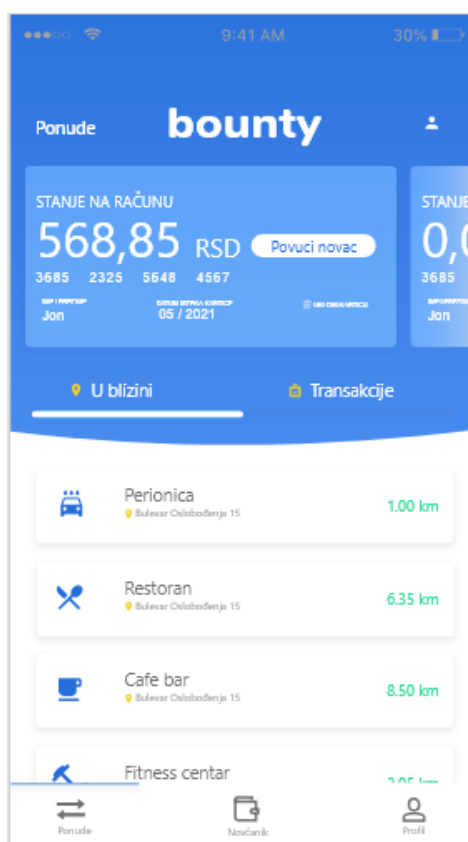 9:41 AM 30%
Ponude bounty
STANJE NA RAČUNU STANJE
568,85 RSD Povuci novac 0,0
3685 2325 5648 4567 3685
Jon 05 / 2021 Jon
U blizini Transakcije
Perionica
Bulevar Oslobođenja 15 1.00 km
Restoran
Bulevar Oslobođenja 15 6.35 km
Cafe bar
Bulevar Oslobođenja 15 8.50 km
Fitness centar
Ponude Novčanik Profil